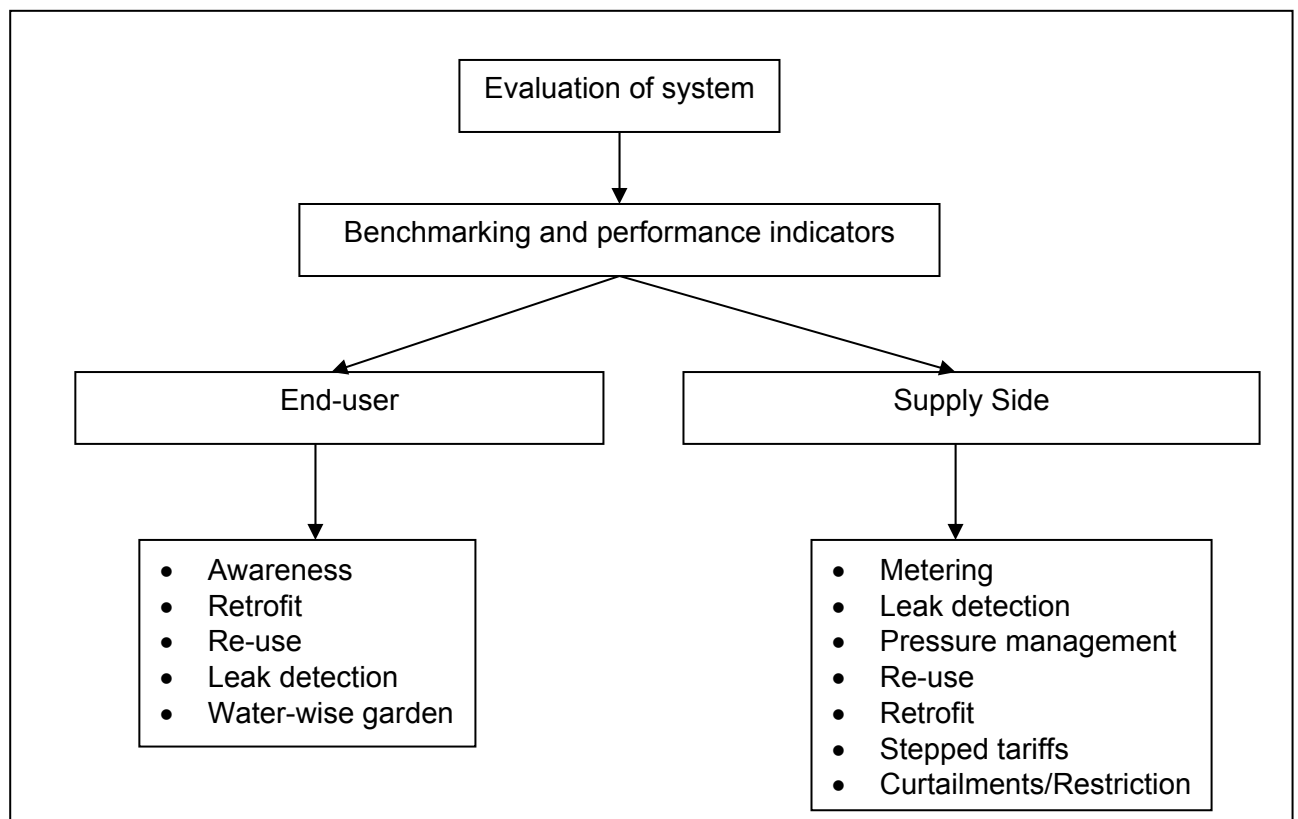 Evaluation of system
Benchmarking and performance indicators
End-user
Supply Side
• Awareness
• Retrofit
• Re-use
• Leak detection
• Water-wise garden
• Metering
• Leak detection
• Pressure management
• Re-use
• Retrofit
• Stepped tariffs
• Curtailments/Restriction